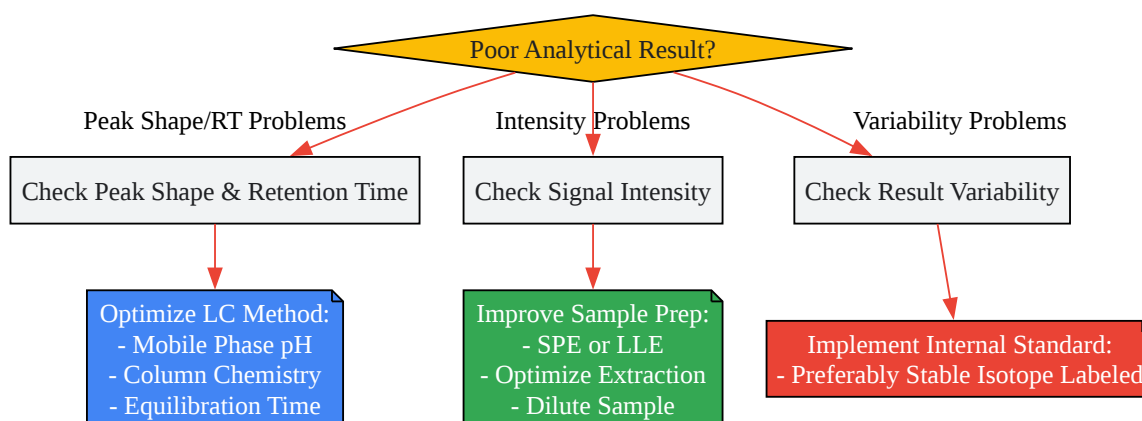 Poor Analytical Result?
Peak Shape/RT Problems
Intensity Problems
Variability Problems
Check Peak Shape & Retention Time
Check Signal Intensity
Check Result Variability
Optimize LC Method:
- Mobile Phase pH
- Column Chemistry
- Equilibration Time
Improve Sample Prep:
- SPE or LLE
- Optimize Extraction
- Dilute Sample
Implement Internal Standard:
- Preferably Stable Isotope Labeled